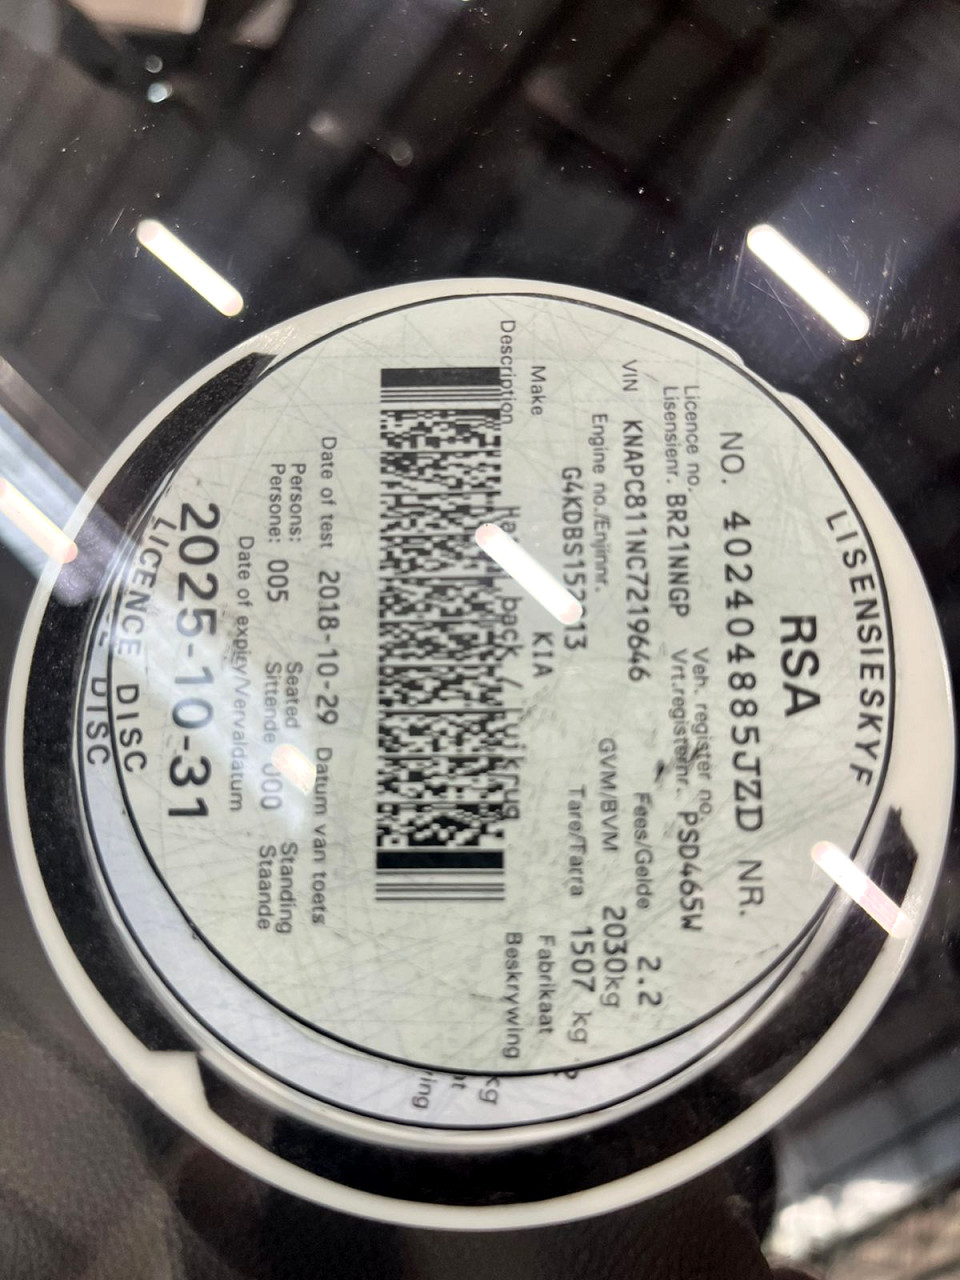 LISENSIESKYF
RSA
NO. 402404885JZD NR.
Licence no. Veh. register no.
Lisensienr. BR21NNGP Vrt.registernr. PSD465W
VIN KNAPC811NC7219646 Fees/Gelde 2.2
Engine no./Enjinnr. GVM/BVM 2030kg
Tare/Tarra 1507 kg
Make KIA Fabrikaat
Description back / Beskrywing
Date of test 2018-10-29 Datum van toets
Persons: Seated Standing
Persone: 005 Sittende 000 Staande
Date of expiry/Vervaldatum
2025-10-31
LICENCE DISC
DISC